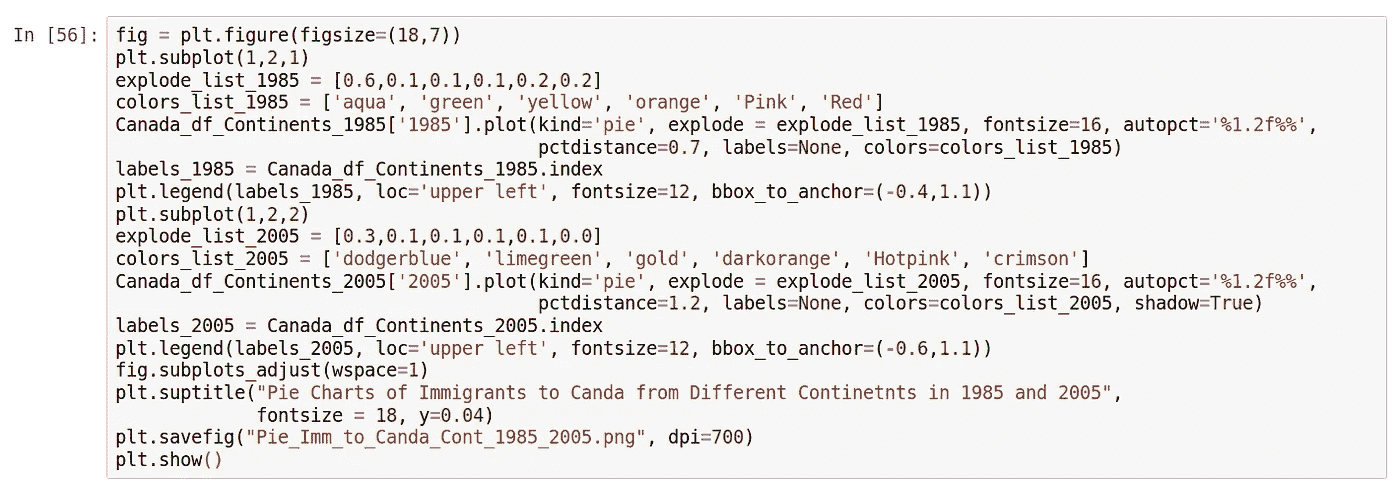 In [56]: fig = plt.figure(figsize=(18,7))
plt.subplot(1,2,1)
explode_list_1985 = [0.6,0.1,0.1,0.1,0.2,0.2]
colors_list_1985 = ['aqua', 'green', 'yellow', 'orange', 'Pink', 'Red']
Canada_df_Continents_1985['1985'].plot(kind='pie', explode = explode_list_1985, fontsize=16, autopct='%1.2f%%',
pctdistance=0.7, labels=None, colors=colors_list_1985)
labels_1985 = Canada_df_Continents_1985.index
plt.legend(labels_1985, loc='upper left', fontsize=12, bbox_to_anchor=(-0.4,1.1))
plt.subplot(1,2,2)
explode_list_2005 = [0.3,0.1,0.1,0.1,0.1,0.0]
colors_list_2005 = ['dodgerblue', 'limegreen', 'gold', 'darkorange', 'Hotpink', 'crimson']
Canada_df_Continents_2005['2005'].plot(kind='pie', explode = explode_list_2005, fontsize=16, autopct='%1.2f%%',
pctdistance=1.2, labels=None, colors=colors_list_2005, shadow=True)
labels_2005 = Canada_df_Continents_2005.index
plt.legend(labels_2005, loc='upper left', fontsize=12, bbox_to_anchor=(-0.6,1.1))
fig.subplots_adjust(wspace=1)
plt.suptitle("Pie Charts of Immigrants to Canda from Different Continetnts in 1985 and 2005",
fontsize = 18, y=0.04)
plt.savefig("Pie_Imm_to_Canda_Cont_1985_2005.png", dpi=700)
plt.show()